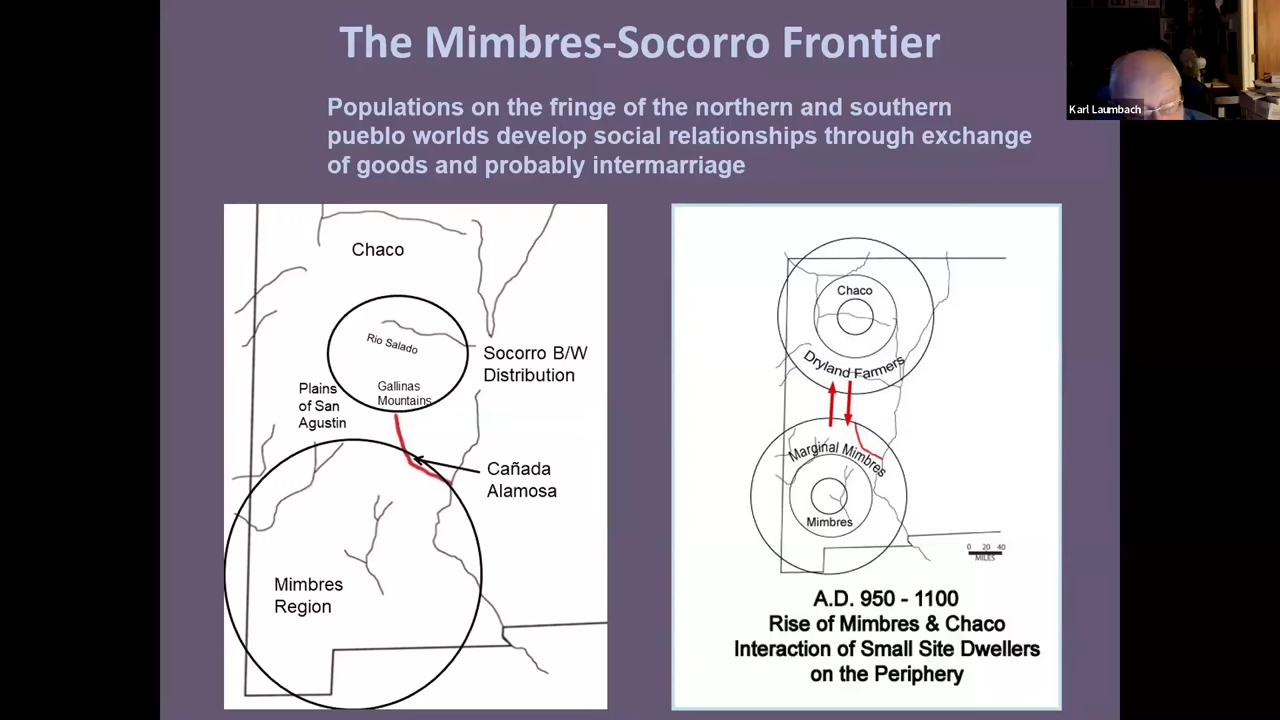 The Mimbres-Socorro Frontier
Karl Laumbach
Populations on the fringe of the northern and southern
pueblo worlds develop social relationships through exchange
of goods and probably intermarriage
Chaco
Rio Salado
Socorro B/W
Distribution
Plains
of San
Agustin
Gallinas
Mountains
Cañada
Alamosa
Mimbres
Region
Chaco
Dryland Farmers
Marginal Mimbres
Mimbres
0 20 40
MILES
A.D. 950 - 1100
Rise of Mimbres & Chaco
Interaction of Small Site Dwellers
on the Periphery